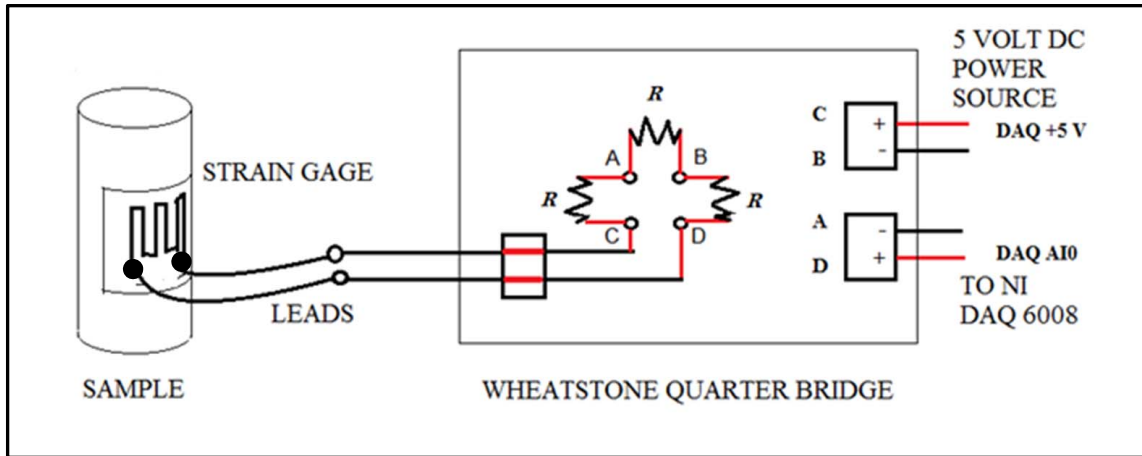 5 VOLT DC
POWER
SOURCE
DAQ +5 V
STRAIN GAGE
LEADS
SAMPLE
R
R
R
A
B
C
D
C
+
B
-
A
-
D
+
DAQ AI0
TO NI
DAQ 6008
WHEATSTONE QUARTER BRIDGE